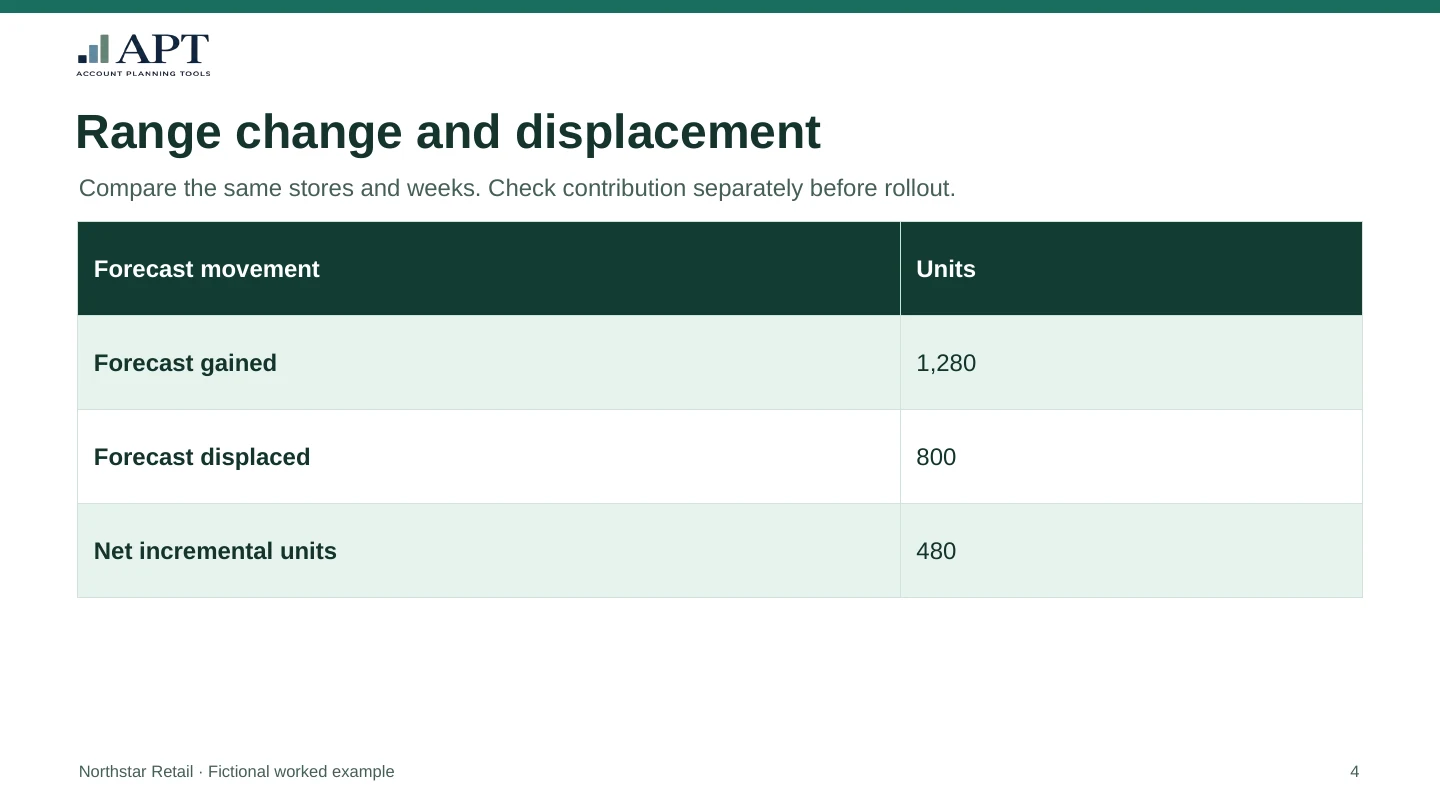 APT
ACCOUNT PLANNING TOOLS
Range change and displacement
Compare the same stores and weeks. Check contribution separately before rollout.
Forecast movement Units
Forecast gained 1,280
Forecast displaced 800
Net incremental units 480
Northstar Retail · Fictional worked example 4